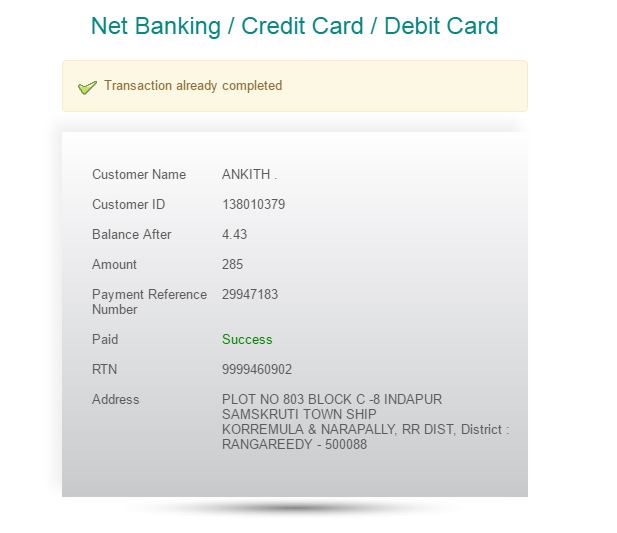 Net Banking / Credit Card / Debit Card
Transaction already completed
Customer Name ANKITH .
Customer ID 138010379
Balance After 4.43
Amount 285
Payment Reference 29947183
Number
Paid Success
RTN 9999460902
Address PLOT NO 803 BLOCK C -8 INDAPUR
SAMSKRUTI TOWN SHIP
KORREMULA & NARAPALLY, RR DIST, District :
RANGAREEDY - 500088